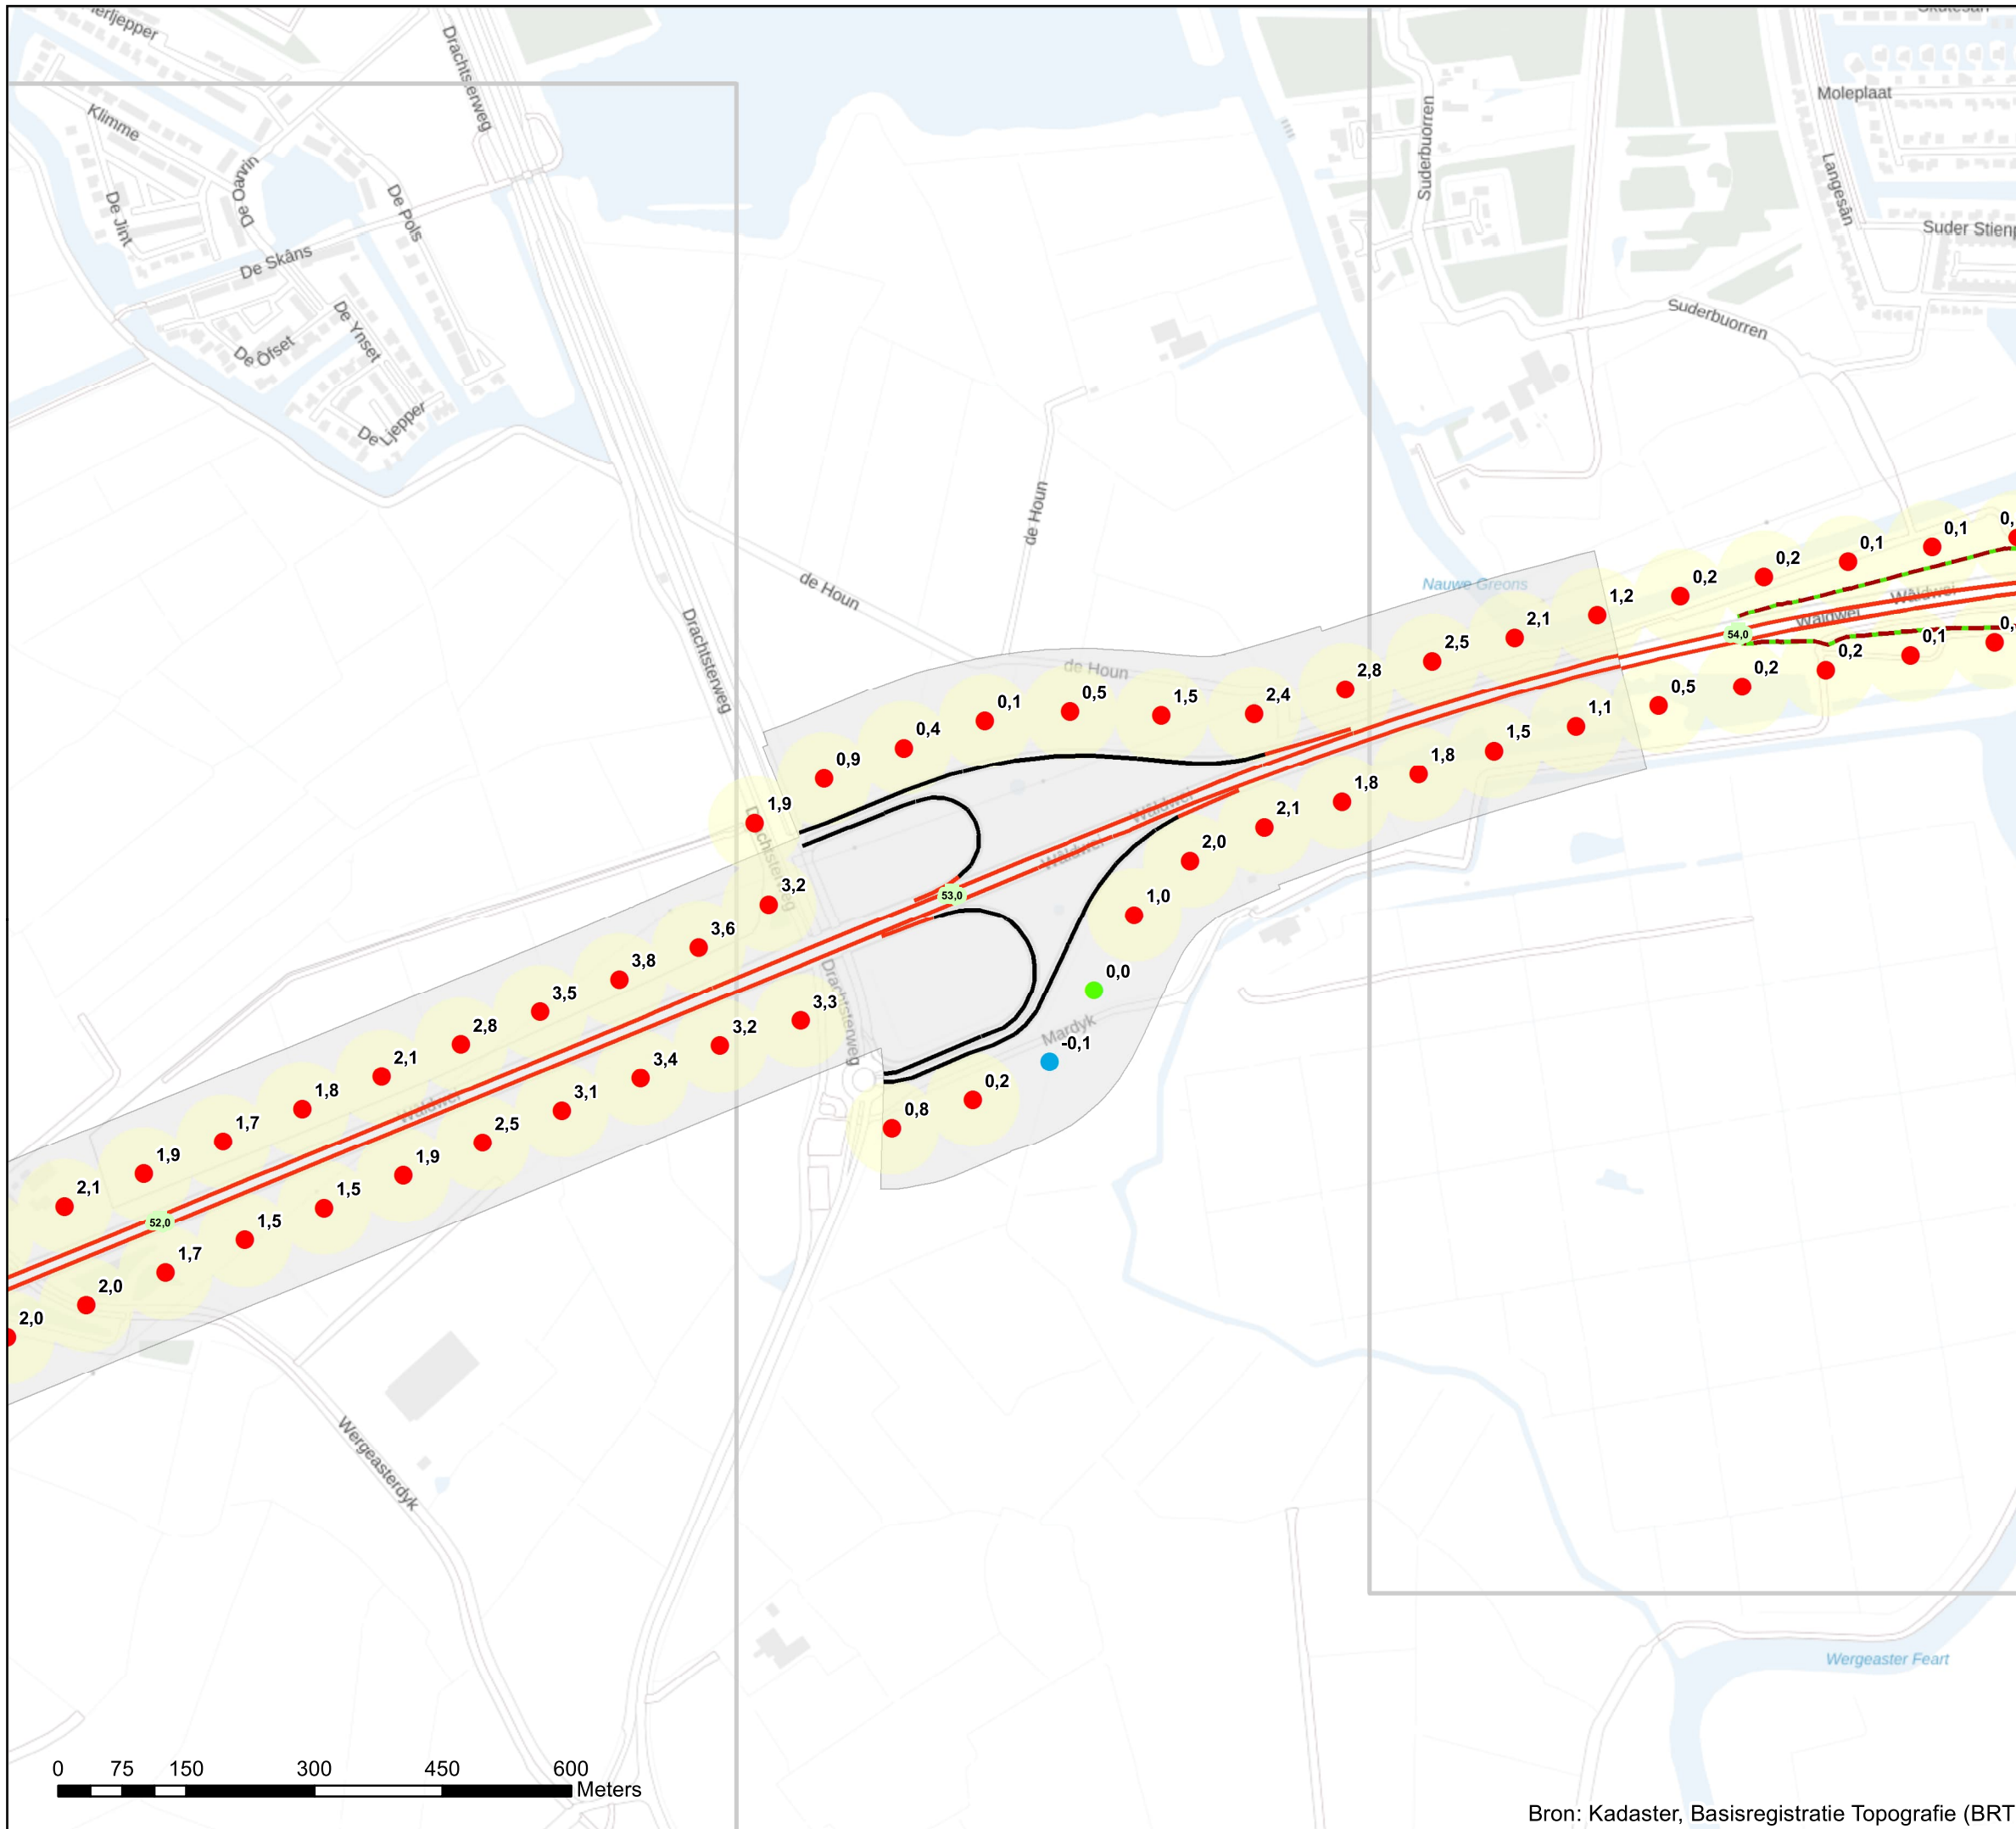 Drachtsterweg
Klimme
De Oanrin
De Jint
De Pols
De Skâns
De Ynset
De Ôfset
De Ljepper
Suderbuorren
Moleplaat
Langesân
Suderbuorren
de Houn
de Houn
Drachtsterweg
Nauwe Greons
de Houn
0,1
0,1
0,2
0,2
1,2
2,1
2,5
2,8
2,4
1,5
0,5
0,1
0,4
0,9
1,9
Wâldwei
Wâldwei
54,0
0,1
0,2
0,2
0,5
1,1
1,5
1,8
1,8
2,1
2,0
1,0
0,0
-0,1
0,2
0,8
Wâldwei
Wâldwei
53,0
Drachtsterweg
3,2
3,6
3,8
3,5
2,8
2,1
1,8
1,7
1,9
2,1
Drachtsterweg
3,3
3,2
3,4
3,1
2,5
1,9
1,5
1,5
1,7
2,0
2,0
Mardyk
Wâldwei
52,0
Wergeasterdyk
Wergeaster Feart
0 75 150 300 450 600
Meters
Bron: Kadaster, Basisregistratie Topografie (BRT